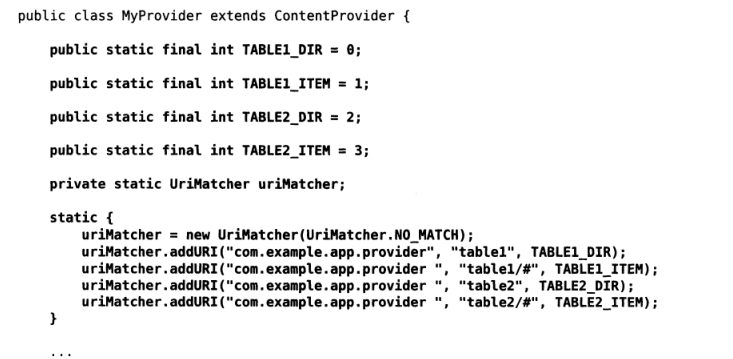 public class MyProvider extends ContentProvider {
public static final int TABLE1_DIR = 0;
public static final int TABLE1_ITEM = 1;
public static final int TABLE2_DIR = 2;
public static final int TABLE2_ITEM = 3;
private static UriMatcher uriMatcher;
static {
uriMatcher = new UriMatcher(UriMatcher.NO_MATCH);
uriMatcher.addURI("com.example.app.provider", "table1", TABLE1_DIR);
uriMatcher.addURI("com.example.app.provider ", "table1/#", TABLE1_ITEM);
uriMatcher.addURI("com.example.app.provider ", "table2", TABLE2_DIR);
uriMatcher.addURI("com.example.app.provider ", "table2/#", TABLE2_ITEM);
}
...